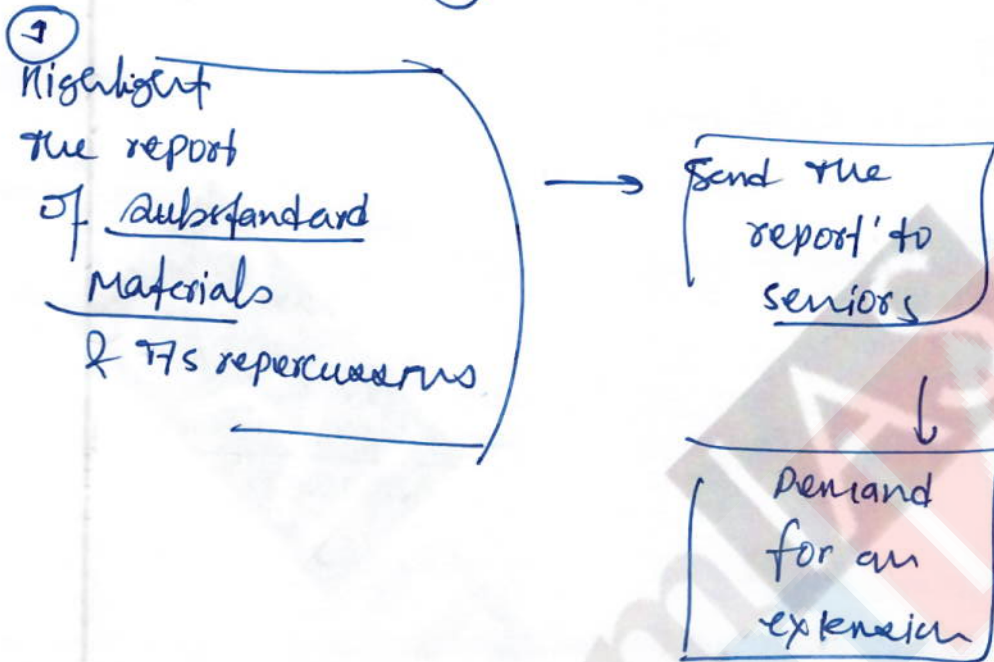 1
Highlight
the report
of substandard
Materials
& its repercussions
Send the
report to
seniors
Demand
for an
extension